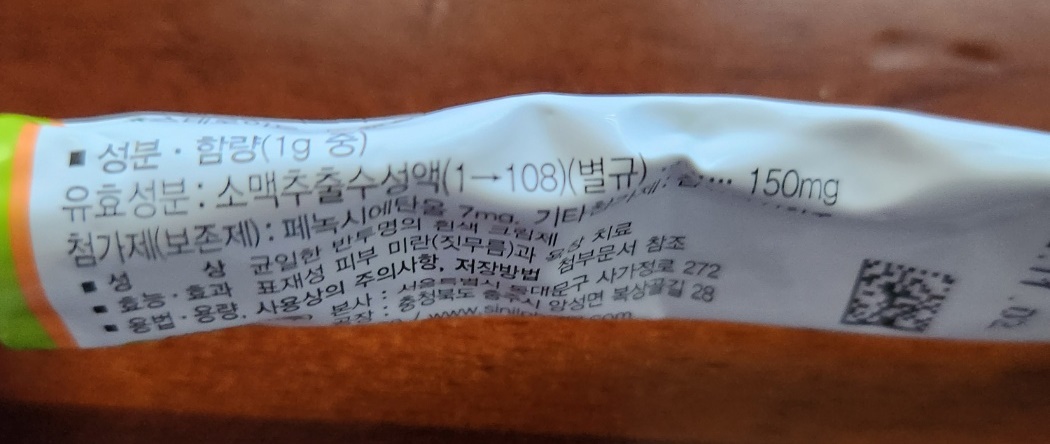 ■ 성분 · 함량(1g 중)
유효성분 : 소맥추출수성액(1→108)(별규) 150mg
첨가제(보존제) : 페녹시에탄올 7mg, 기타첨가제:
■ 성 상 균일한 반투명의 흰색 크림제
■ 효능 · 효과 표재성 피부 미란(짓무름)과 치료
■ 용법 · 용량, 사용상의 주의사항, 저장방법 첨부문서 참조
본사 : 서울특별시 동대문구 사가정로 272
공장 : 충청북도 충주시 앙성면 복상골길 28